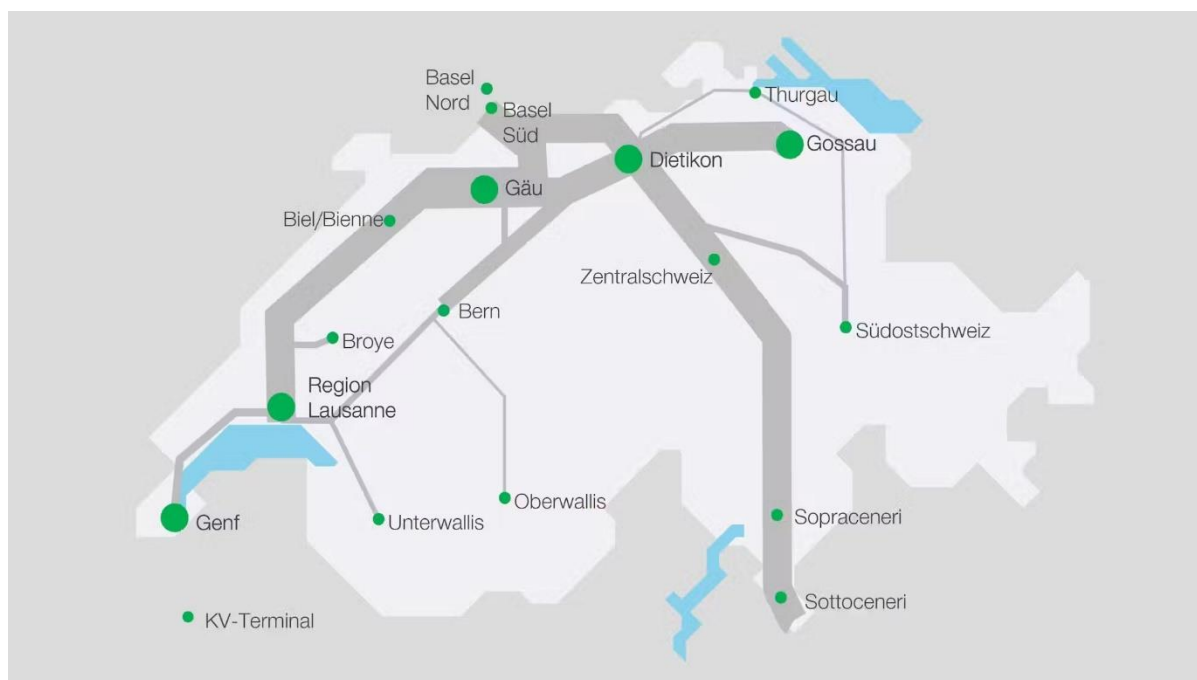 Basel
Nord
Basel
Süd
Thurgau
Gossau
Dietikon
Gäu
Biel/Bienne
Zentralschweiz
Bern
Südostschweiz
Broye
Region
Lausanne
Oberwallis
Genf
Unterwallis
Sopraceneri
Sottoceneri
KV-Terminal